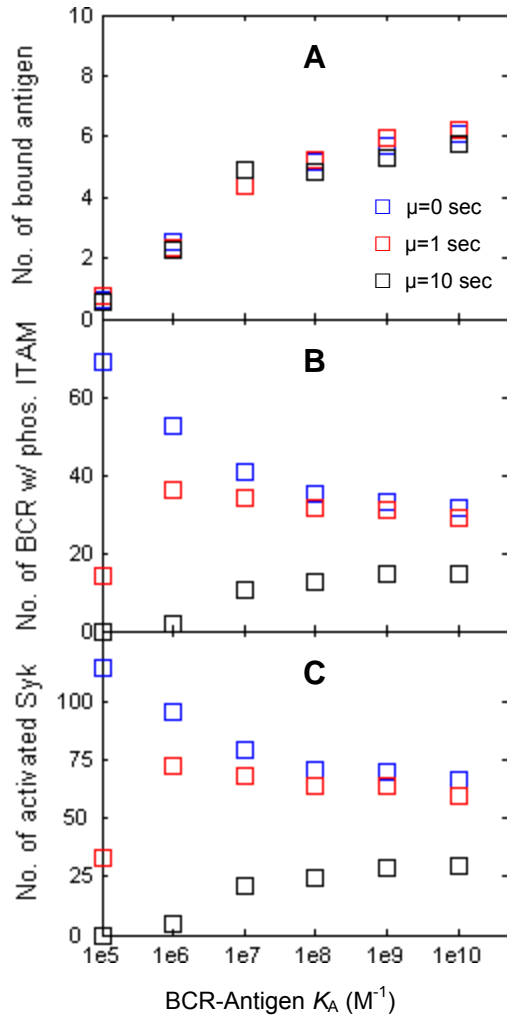 10
A
8
6
4
2
0
No. of bound antigen
μ=0 sec
μ=1 sec
μ=10 sec
B
60
40
20
0
No. of BCR w/ phos. ITAM
C
100
75
50
25
0
No. of activated Syk
1e5 1e6 1e7 1e8 1e9 1e10
BCR-Antigen KA (M-1)